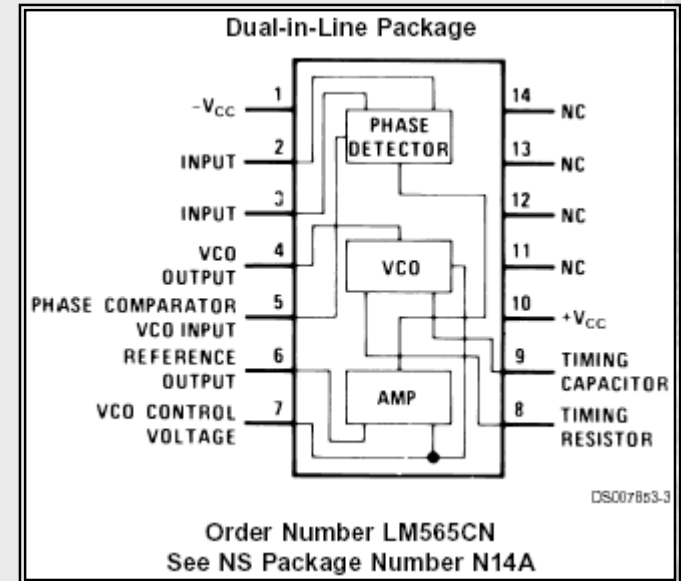 Dual-in-Line Package
-VCC
1
INPUT
2
INPUT
3
VCO
OUTPUT
4
PHASE COMPARATOR
VCO INPUT
5
REFERENCE
OUTPUT
6
VCO CONTROL
VOLTAGE
7
PHASE
DETECTOR
VCO
AMP
14
NC
13
NC
12
NC
11
NC
10
+VCC
9
TIMING
CAPACITOR
8
TIMING
RESISTOR
DS007853-3
Order Number LM565CN
See NS Package Number N14A